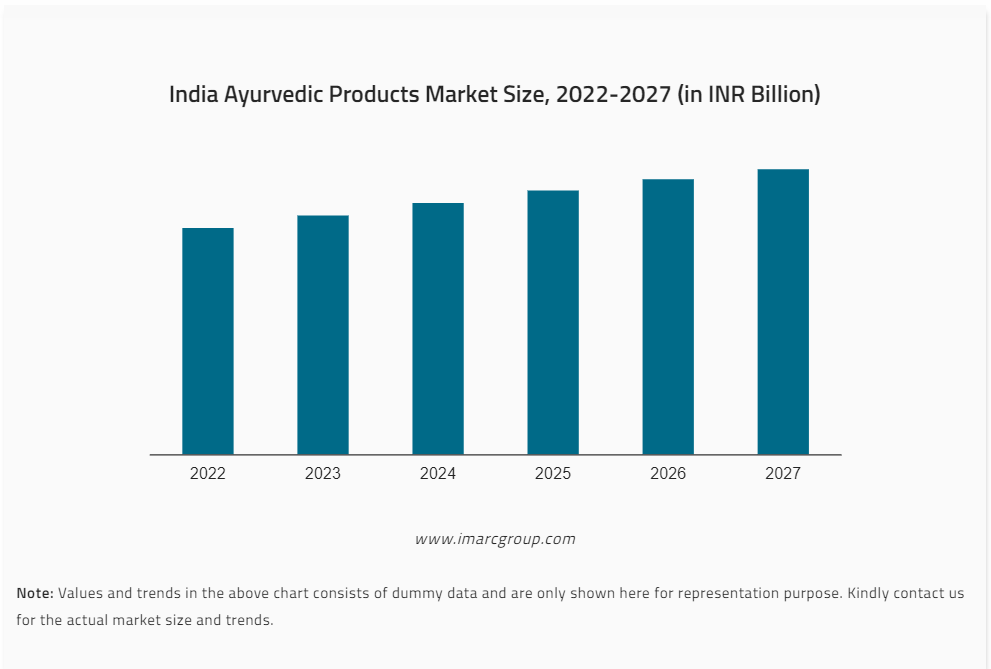 India Ayurvedic Products Market Size, 2022-2027 (in INR Billion)
2022 2023 2024 2025 2026 2027
www.imarcgroup.com
Note: Values and trends in the above chart consists of dummy data and are only shown here for representation purpose. Kindly contact us
for the actual market size and trends.